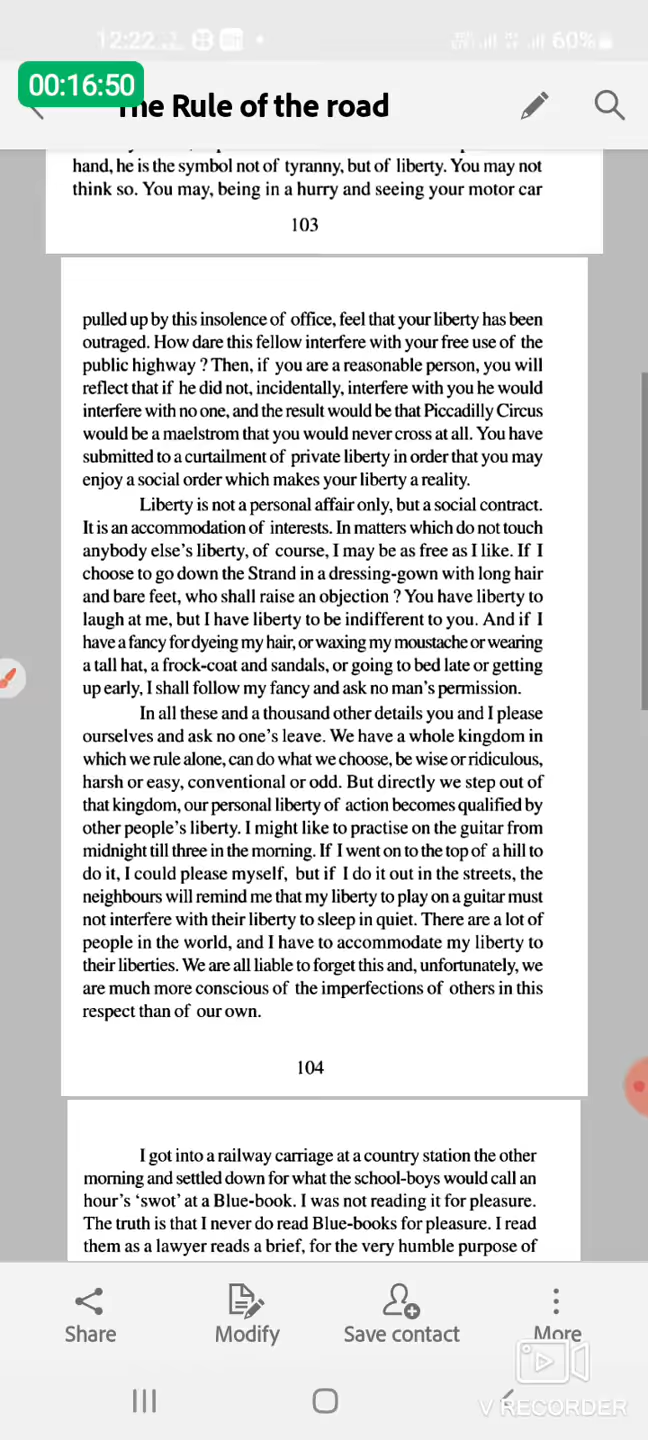 12:22
60%
00:16:50
The Rule of the road
hand, he is the symbol not of tyranny, but of liberty. You may not
think so. You may, being in a hurry and seeing your motor car
103
pulled up by this insolence of office, feel that your liberty has been
outraged. How dare this fellow interfere with your free use of the
public highway ? Then, if you are a reasonable person, you will
reflect that if he did not, incidentally, interfere with you he would
interfere with no one, and the result would be that Piccadilly Circus
would be a maelstrom that you would never cross at all. You have
submitted to a curtailment of private liberty in order that you may
enjoy a social order which makes your liberty a reality.
Liberty is not a personal affair only, but a social contract.
It is an accommodation of interests. In matters which do not touch
anybody else's liberty, of course, I may be as free as I like. If I
choose to go down the Strand in a dressing-gown with long hair
and bare feet, who shall raise an objection ? You have liberty to
laugh at me, but I have liberty to be indifferent to you. And if I
have a fancy for dyeing my hair, or waxing my moustache or wearing
a tall hat, a frock-coat and sandals, or going to bed late or getting
up early, I shall follow my fancy and ask no man's permission.
In all these and a thousand other details you and I please
ourselves and ask no one's leave. We have a whole kingdom in
which we rule alone, can do what we choose, be wise or ridiculous,
harsh or easy, conventional or odd. But directly we step out of
that kingdom, our personal liberty of action becomes qualified by
other people's liberty. I might like to practise on the guitar from
midnight till three in the morning. If I went on to the top of a hill to
do it, I could please myself, but if I do it out in the streets, the
neighbours will remind me that my liberty to play on a guitar must
not interfere with their liberty to sleep in quiet. There are a lot of
people in the world, and I have to accommodate my liberty to
their liberties. We are all liable to forget this and, unfortunately, we
are much more conscious of the imperfections of others in this
respect than of our own.
104
I got into a railway carriage at a country station the other
morning and settled down for what the school-boys would call an
hour's 'swot' at a Blue-book. I was not reading it for pleasure.
The truth is that I never do read Blue-books for pleasure. I read
them as a lawyer reads a brief, for the very humble purpose of
Share
Modify
Save contact
More
V RECORDER